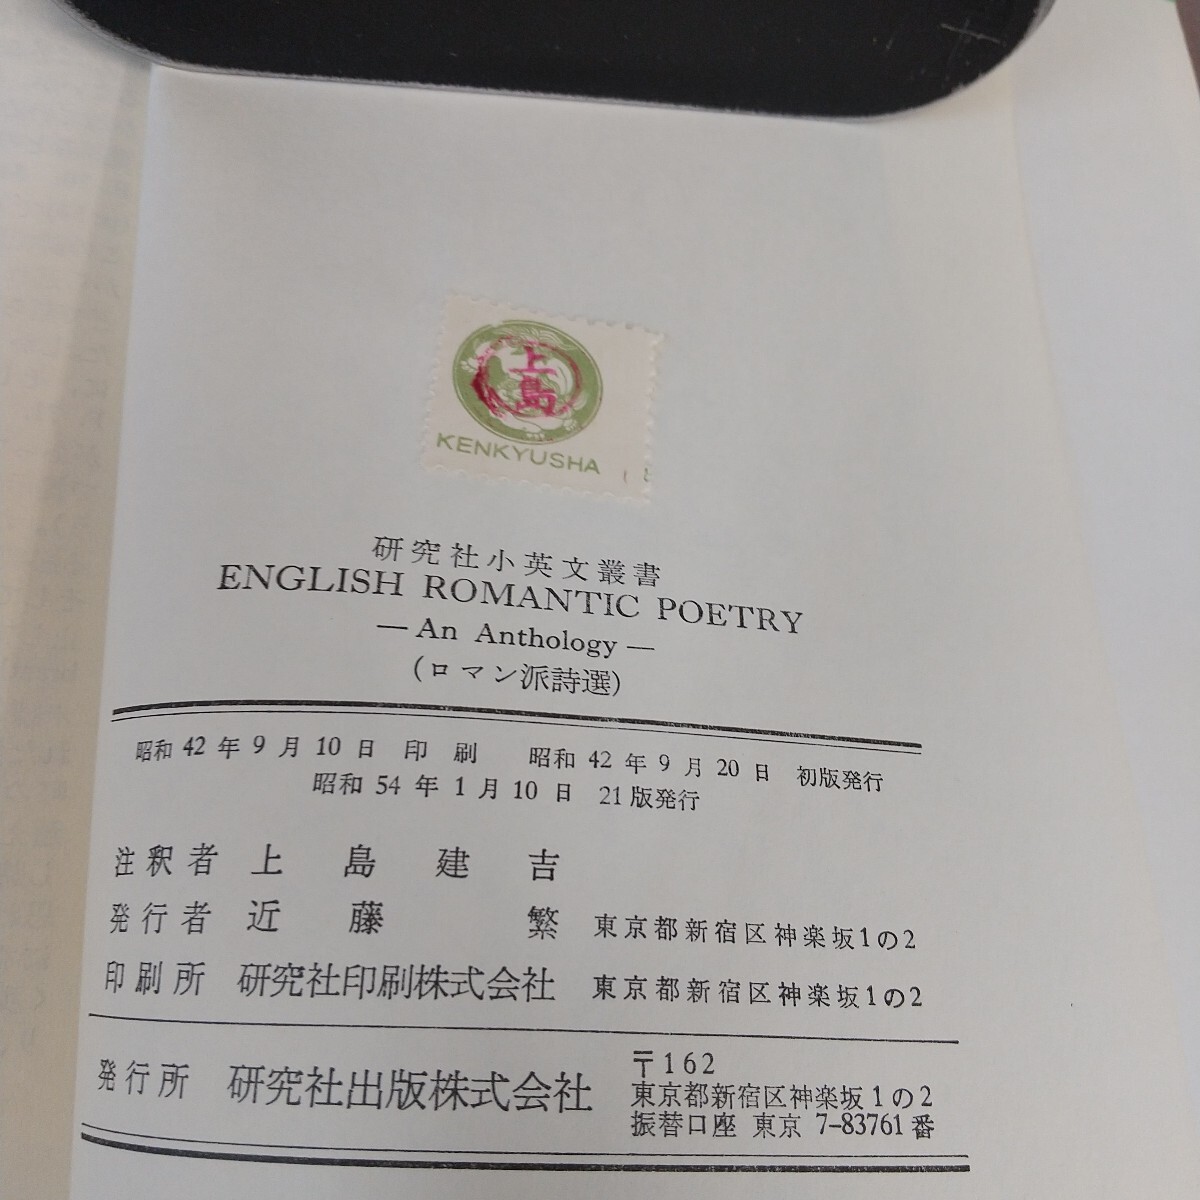 上島
KENKYUSHA
研究社小英文叢書
ENGLISH ROMANTIC POETRY
— An Anthology —
(ロマン派詩選)
昭和 42 年 9 月 10 日 印 刷 昭和 42 年 9 月 20 日 初版発行
昭和 54 年 1 月 10 日 21 版発行
注釈者 上島建吉
発行者 近藤繁 東京都新宿区神楽坂1の2
印刷所 研究社印刷株式会社 東京都新宿区神楽坂1の2
発行所 研究社出版株式会社
〒162
東京都新宿区神楽坂1の2
振替口座 東京 7-83761番